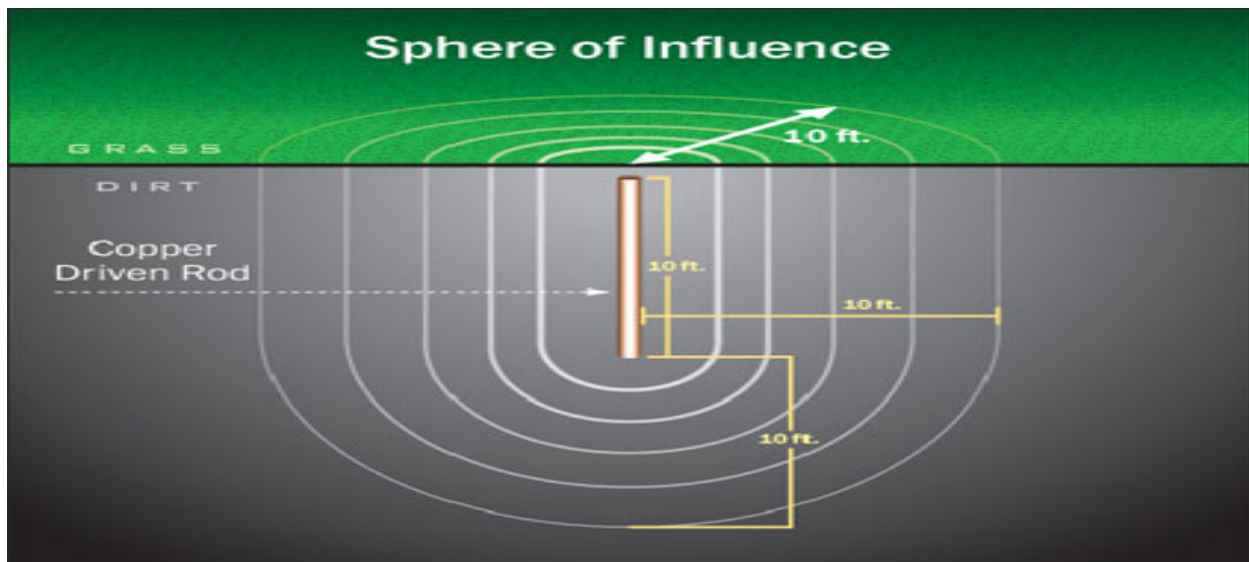 Sphere of Influence
10 ft.
GRASS
DIRT
Copper
Driven Rod
10 ft.
10 ft.
10 ft.